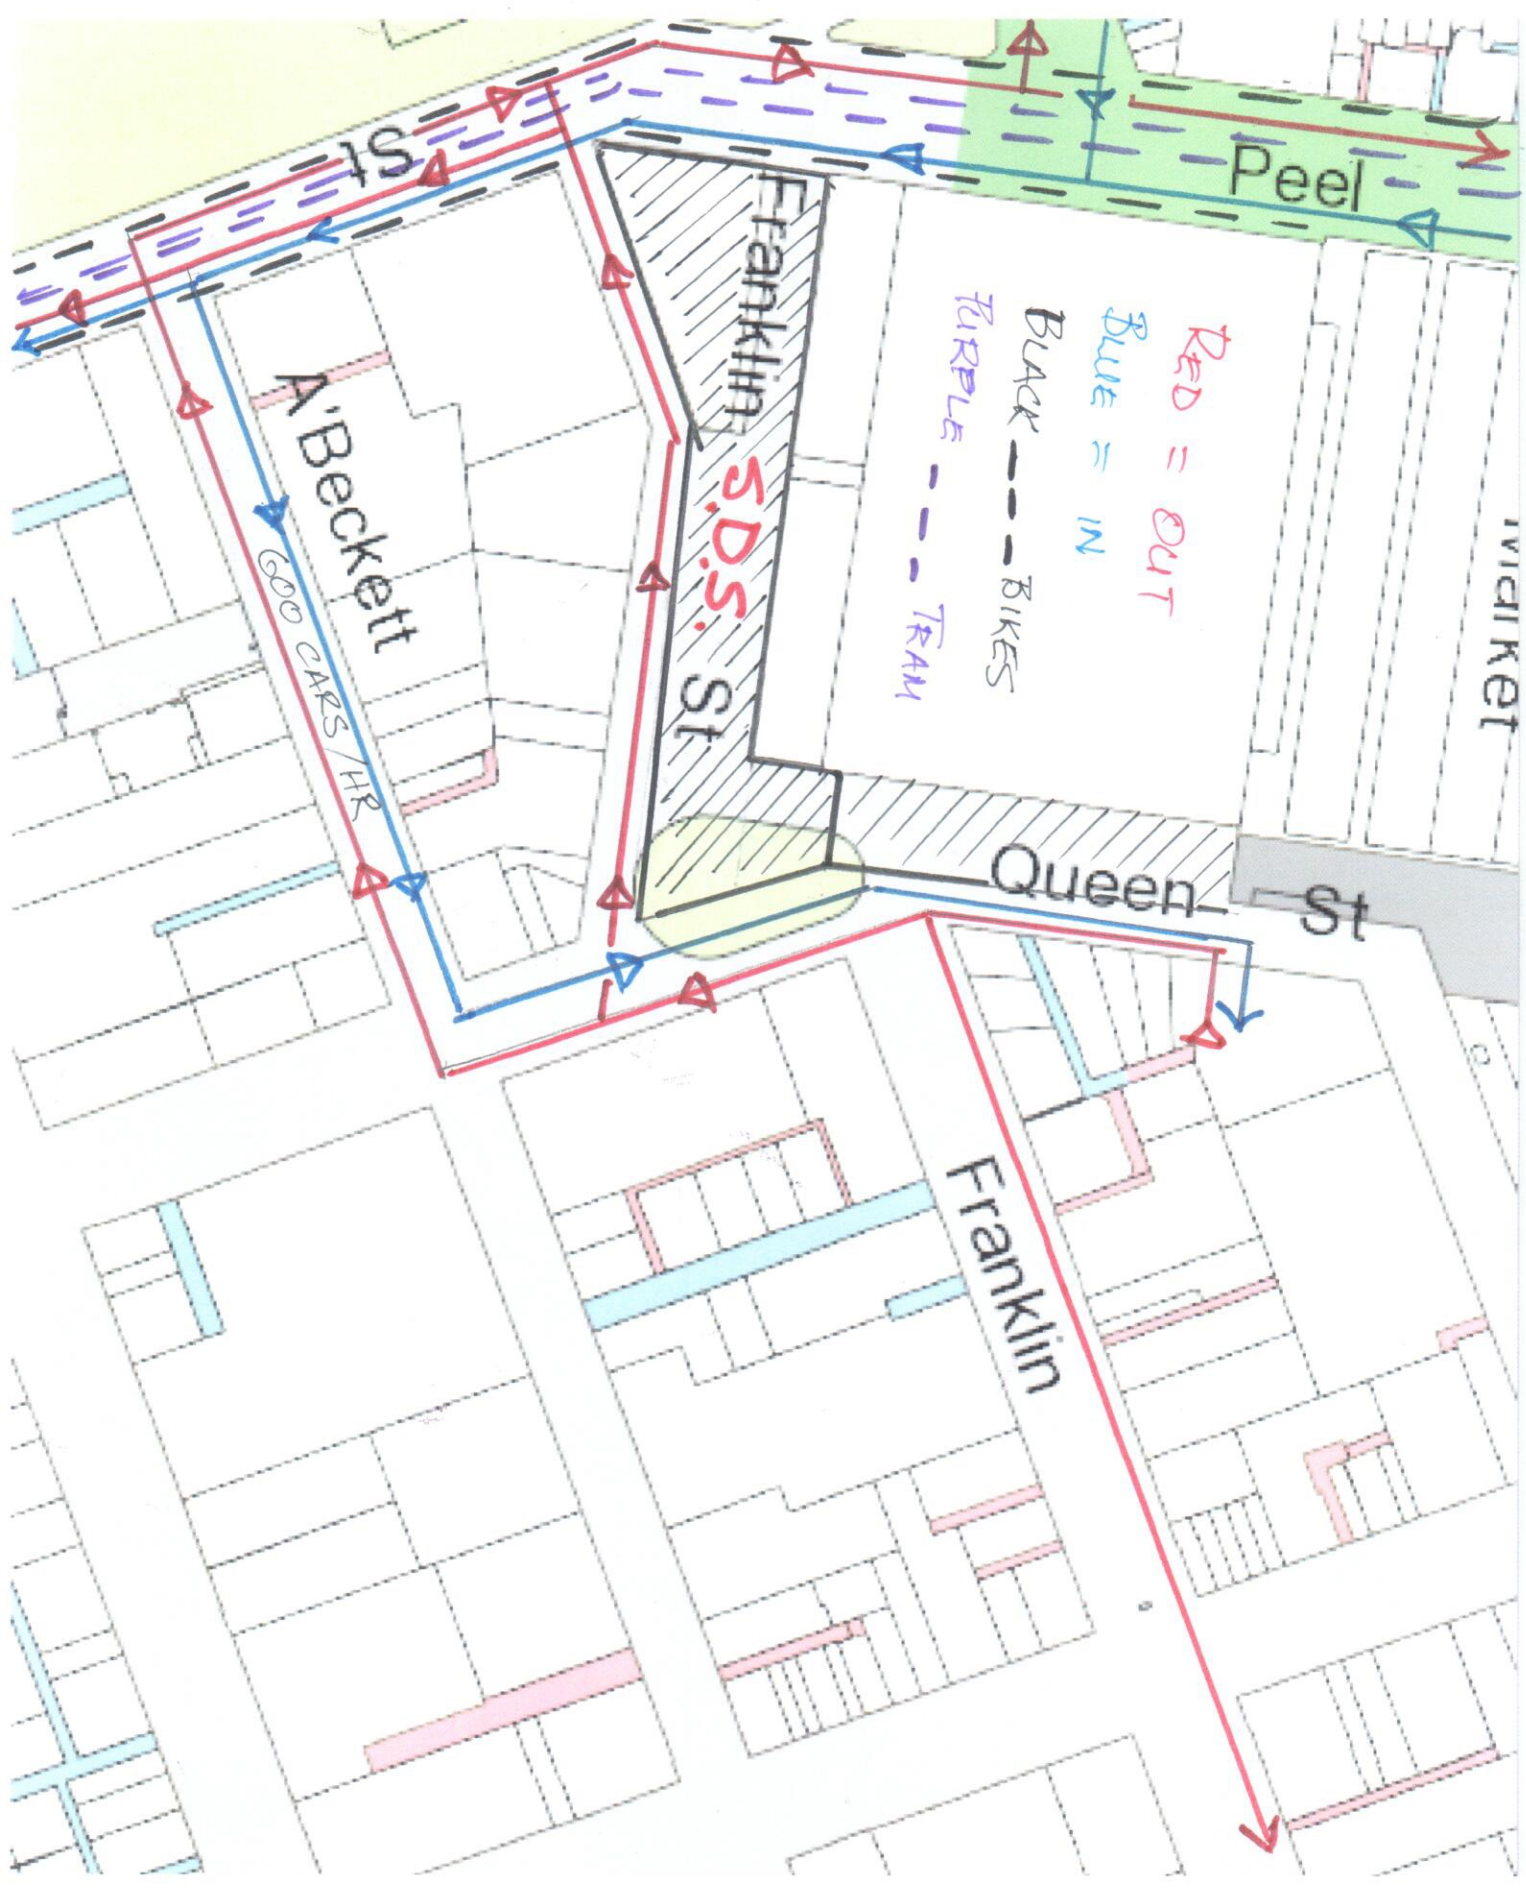 St
Peel
Franklin
RED = OUT
BLUE = IN
BLACK --- BIKES
PURPLE --- TRAM
Market
A'Beckett
S.D.S.
600 CARS/HR
St
Queen
St
Franklin